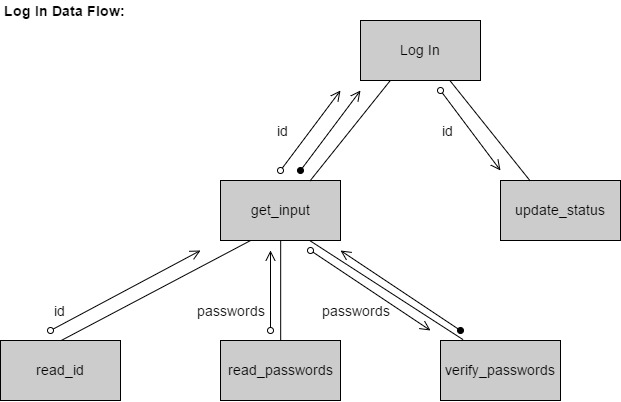 Log In Data Flow:
Log In
id
id
get_input
update_status
id
passwords
passwords
read_id
read_passwords
verify_passwords